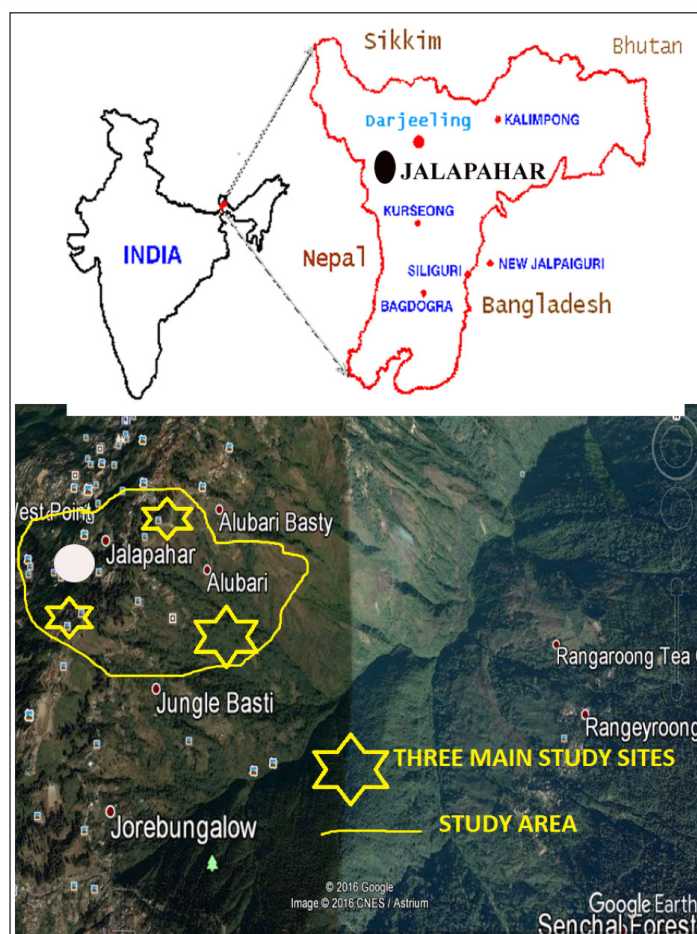 Sikkim
Bhutan
Darjeeling
KALIMPONG
JALAPAHAR
INDIA
KURSEONG
Nepal
SILIGURI
NEW JALPAIGURI
BAGDOGRA
Bangladesh
West Point
Alubari Basty
Jalapahar
Alubari
Rangaroong Tea
Jungle Basti
Rangeyroong
THREE MAIN STUDY SITES
Jorebungalow
STUDY AREA
© 2016 Google
Image © 2016 CNES / Astrium
Google Earth
Senchal Forest